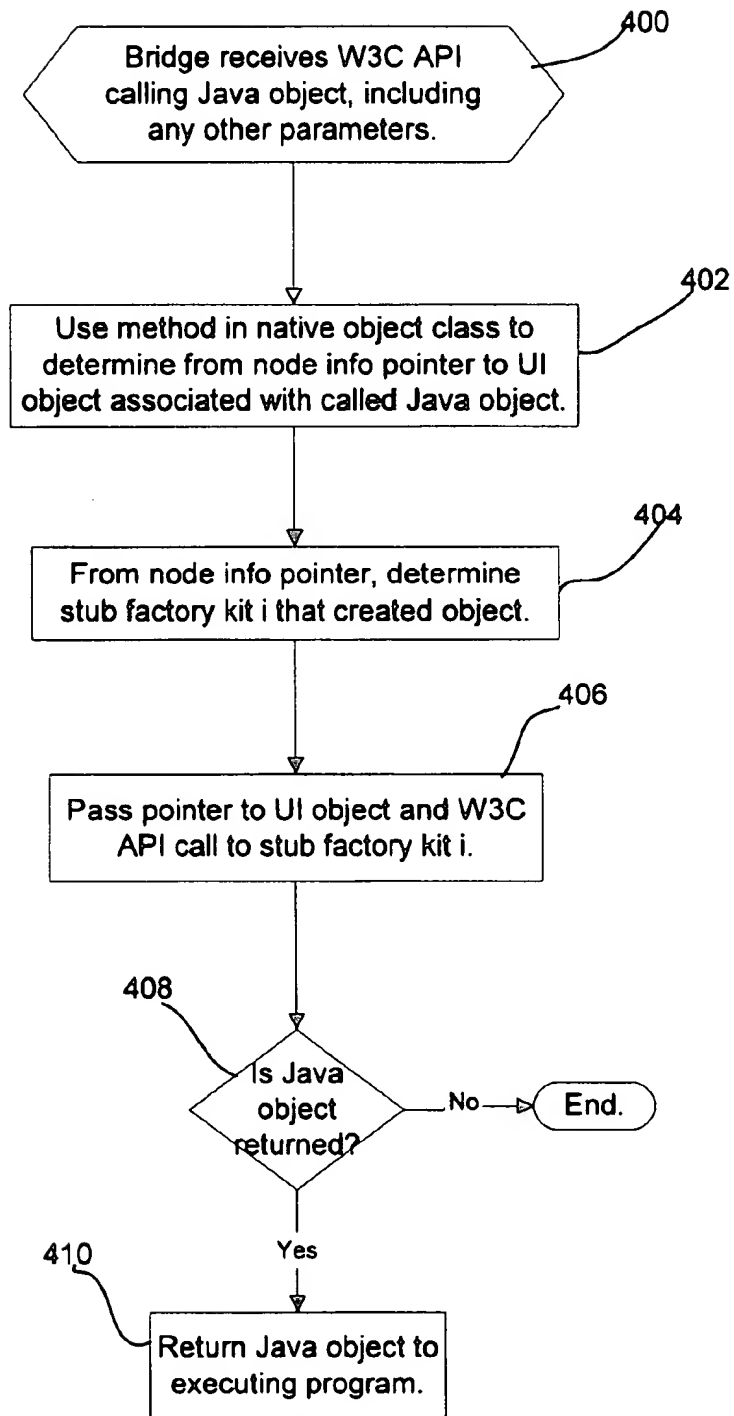 400
Bridge receives W3C API
calling Java object, including
any other parameters.
402
Use method in native object class to
determine from node info pointer to UI
object associated with called Java object.
404
From node info pointer, determine
stub factory kit i that created object.
406
Pass pointer to UI object and W3C
API call to stub factory kit i.
408
Is Java
object
returned?
No
End.
Yes
410
Return Java object to
executing program.